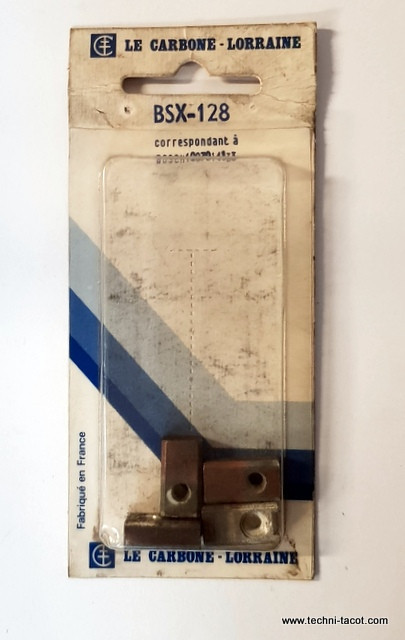 LE CARBONE - LORRAINE
BSX-128
correspondant à
Fabriqué en France
LE CARBONE - LORRAINE
www.techni-tacot.com